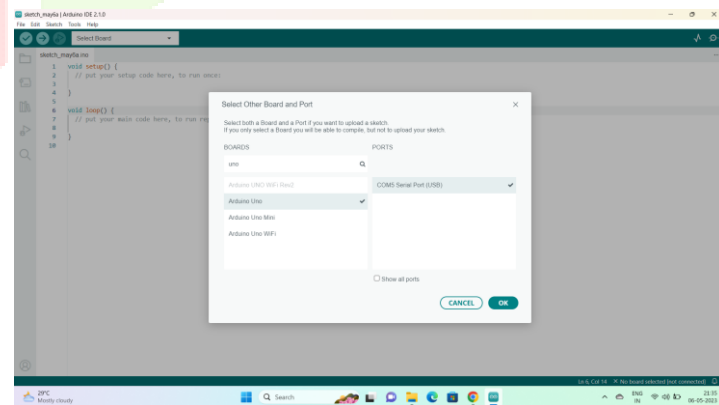 sketch_may6a | Arduino IDE 2.1.0
File Edit Sketch Tools Help
Select Board
sketch_may6a.ino
1 void setup() {
2 // put your setup code here, to run once:
3
4 }
5
6 void loop() {
7 // put your main code here, to run rep
8
9 }
10
Select Other Board and Port
Select both a Board and a Port if you want to upload a sketch.
If you only select a Board you will be able to compile, but not to upload your sketch.
BOARDS PORTS
uno
Arduino UNO WiFi Rev2 COM5 Serial Port (USB)
Arduino Uno
Arduino Uno Mini
Arduino Uno WiFi
Show all ports
CANCEL OK
Ln 6, Col 14 × No board selected [not connected]
29°C
Mostly cloudy
Search
ENG
IN
21:35
06-05-2023